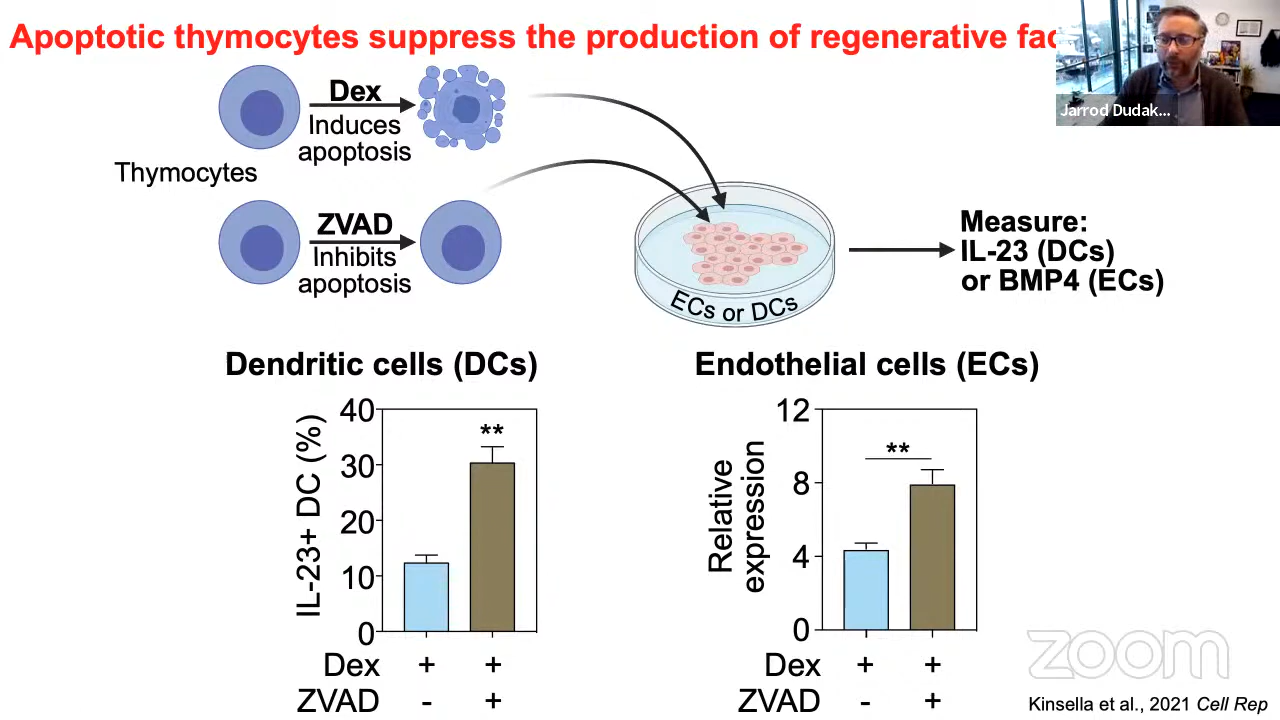 Apoptotic thymocytes suppress the production of regenerative fac
Jarrod Dudak...
Dex
Induces
apoptosis
Thymocytes
ZVAD
Inhibits
apoptosis
ECs or DCs
Measure:
IL-23 (DCs)
or BMP4 (ECs)
Dendritic cells (DCs)
IL-23+ DC (%)
40
30
20
10
0
**
Dex + +
ZVAD - +
Endothelial cells (ECs)
Relative
expression
12
8
4
0
**
Dex + +
ZVAD - +
zoom
Kinsella et al., 2021 Cell Rep